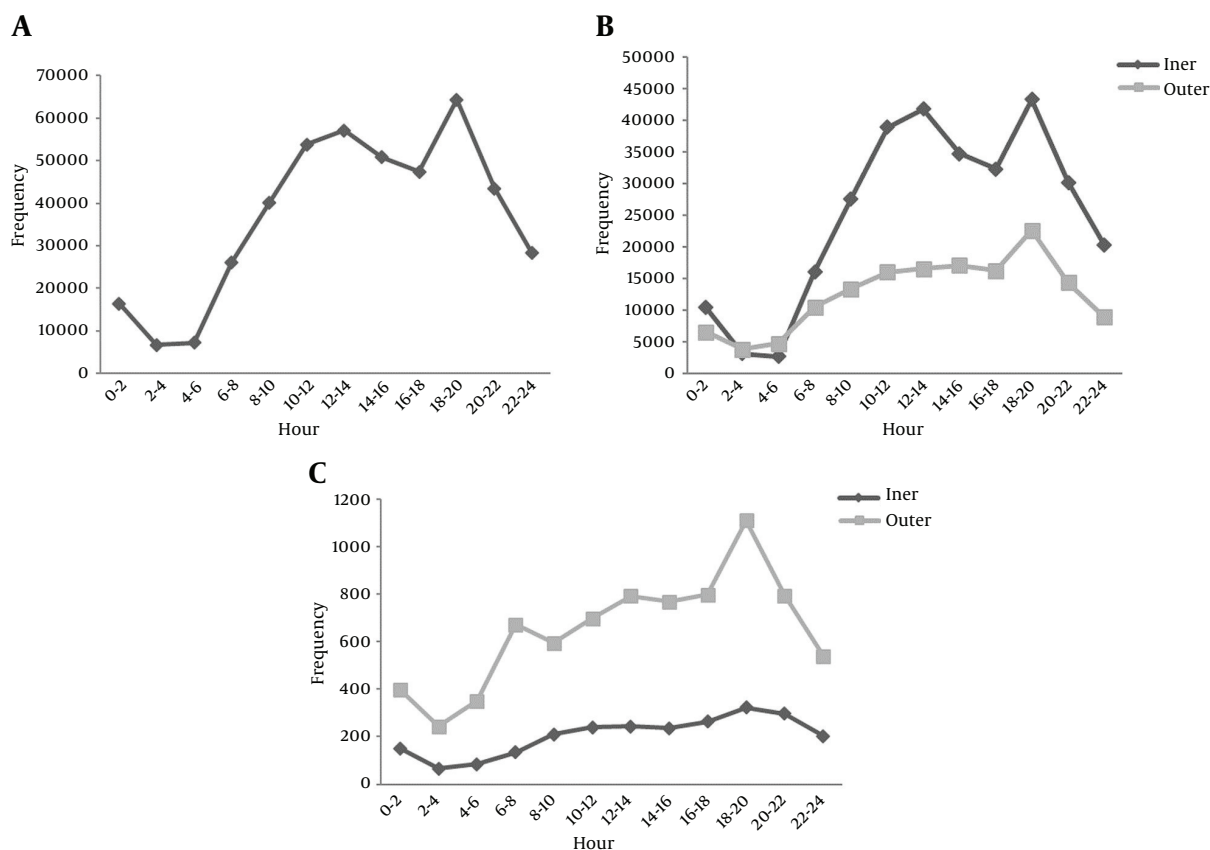 A
70000
60000
50000
40000
30000
20000
10000
0
Frequency
0-2 2-4 4-6 6-8 8-10 10-12 12-14 14-16 16-18 18-20 20-22 22-24
Hour
B
50000
45000
40000
35000
30000
25000
20000
15000
10000
5000
0
Frequency
0-2 2-4 4-6 6-8 8-10 10-12 12-14 14-16 16-18 18-20 20-22 22-24
Hour
Iner
Outer
C
1200
1000
800
600
400
200
0
Frequency
0-2 2-4 4-6 6-8 8-10 10-12 12-14 14-16 16-18 18-20 20-22 22-24
Hour
Iner
Outer